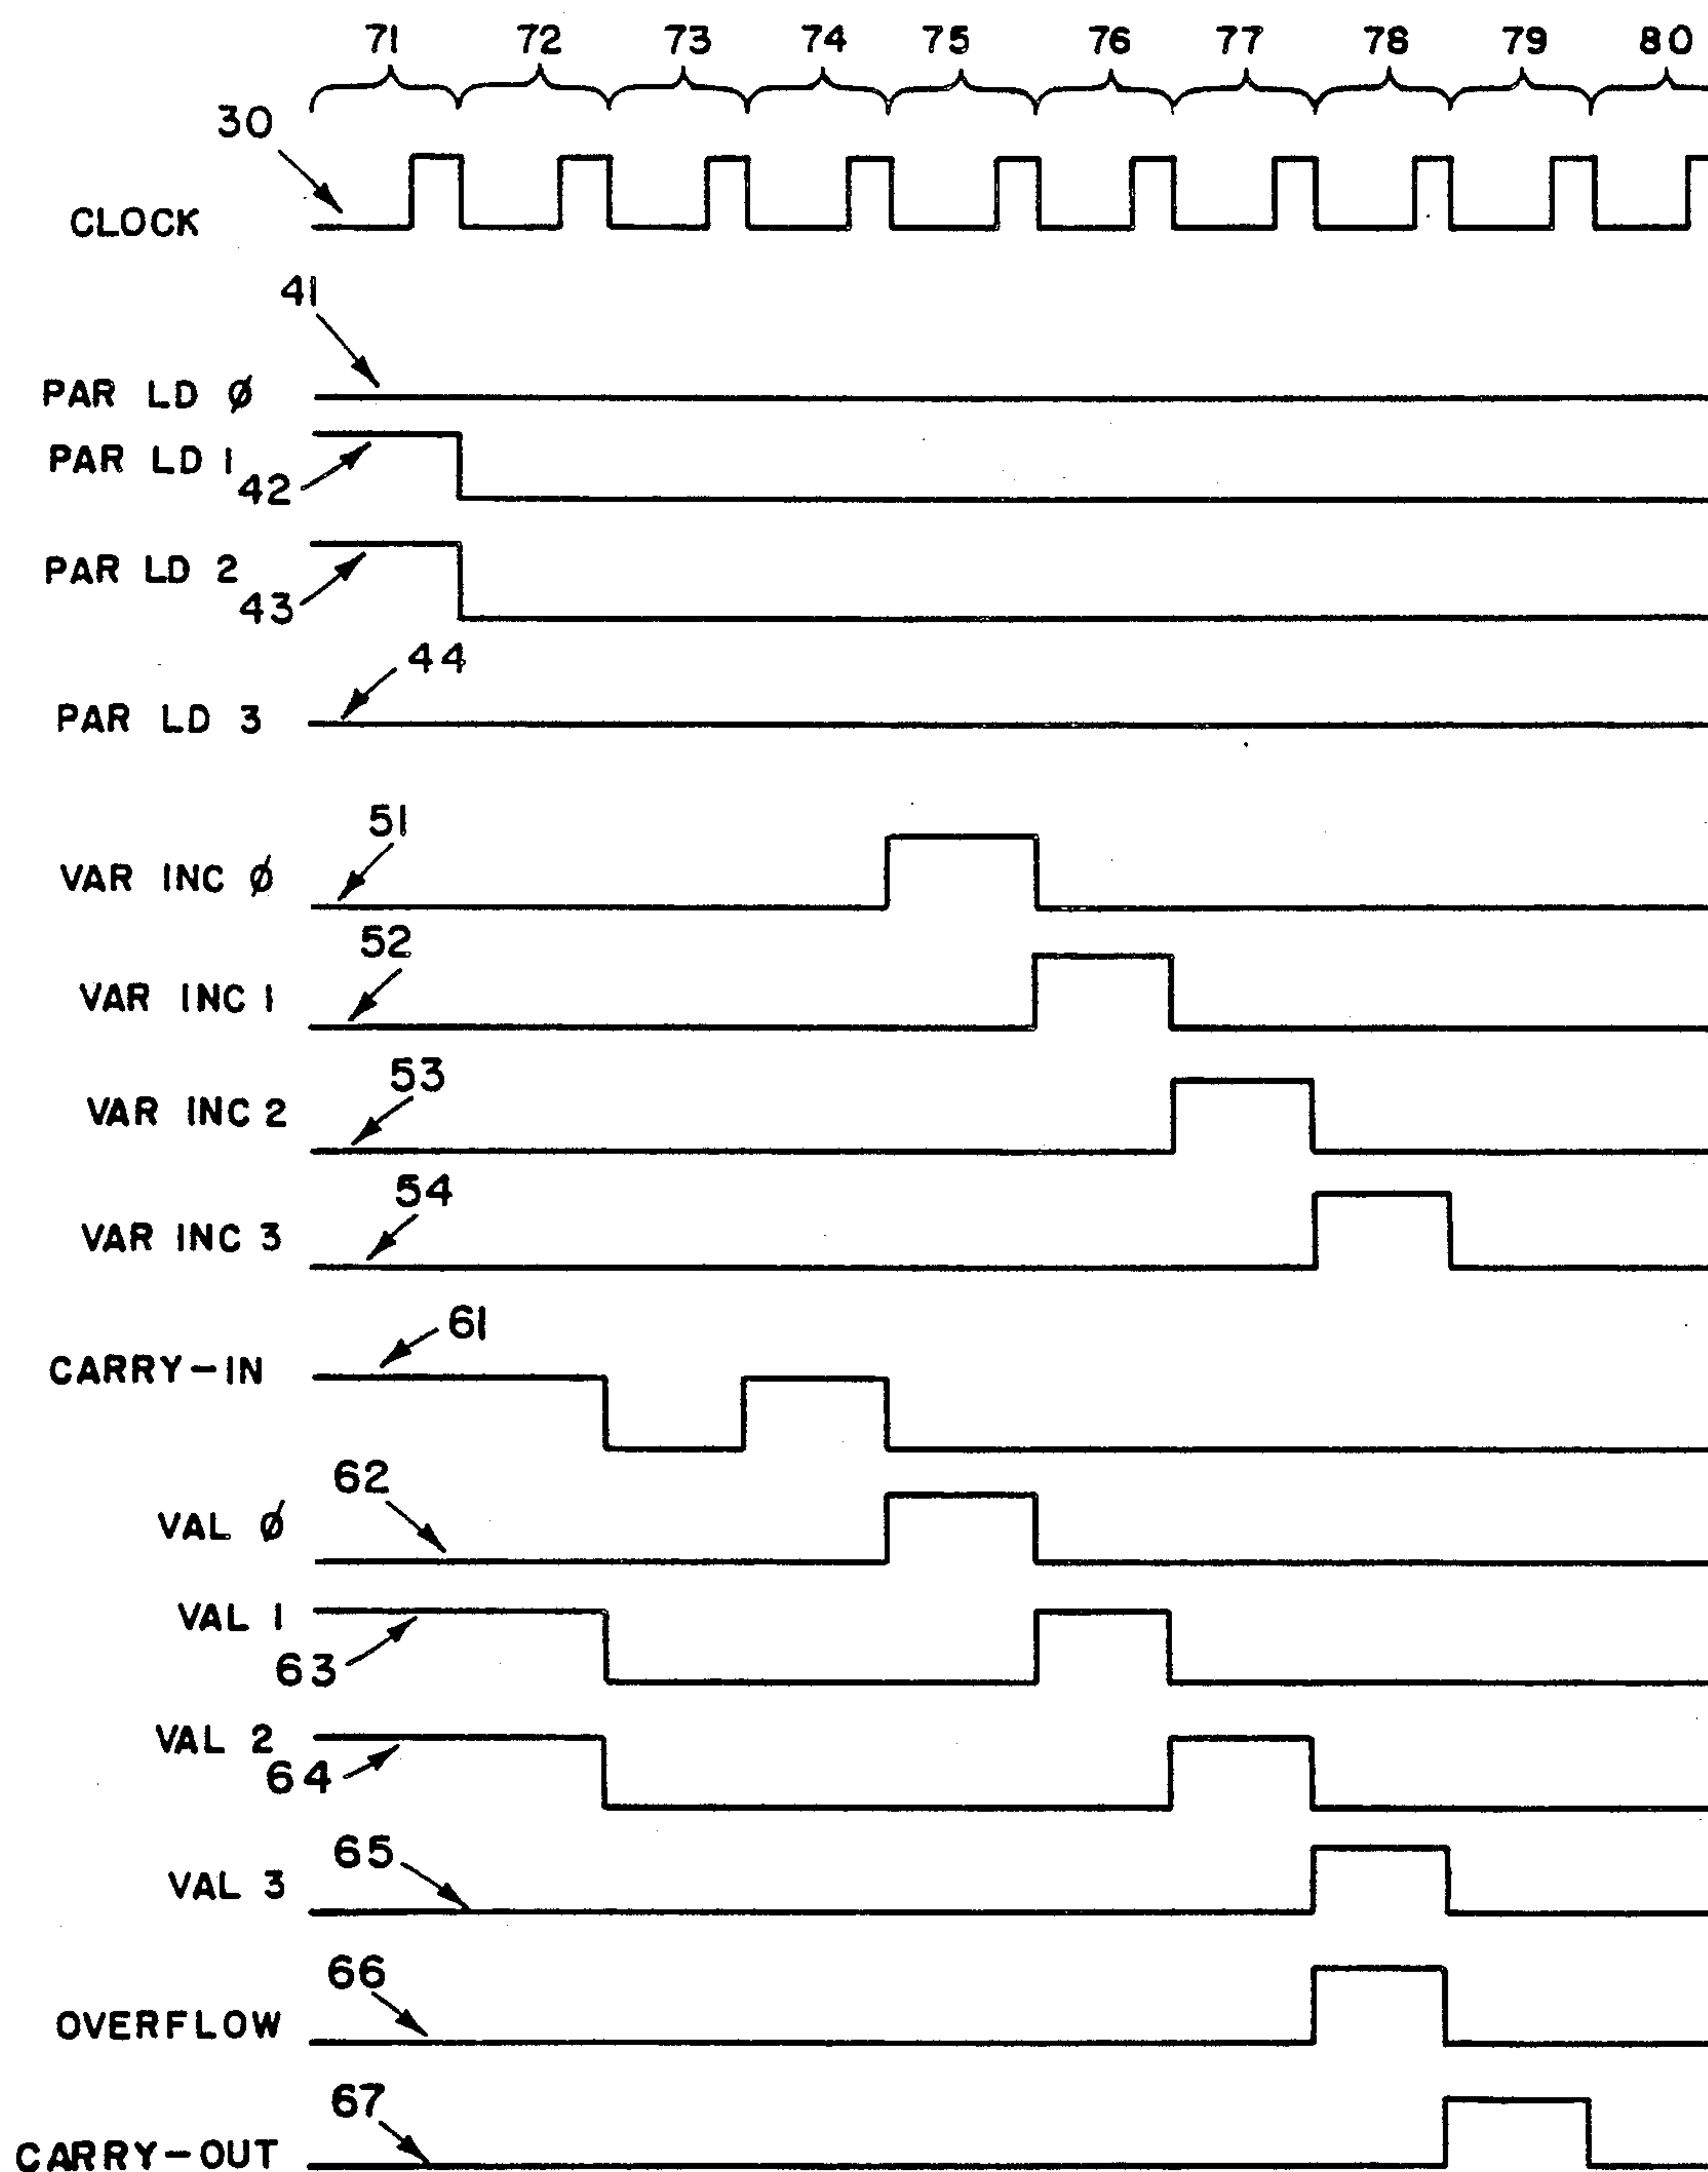 71 72 73 74 75 76 77 78 79 80
30
CLOCK
41
PAR LD Ø
PAR LD 1
42
PAR LD 2
43
44
PAR LD 3
51
VAR INC Ø
52
VAR INC 1
53
VAR INC 2
54
VAR INC 3
61
CARRY-IN
62
VAL Ø
VAL 1
63
VAL 2
64
65
VAL 3
66
OVERFLOW
67
CARRY-OUT